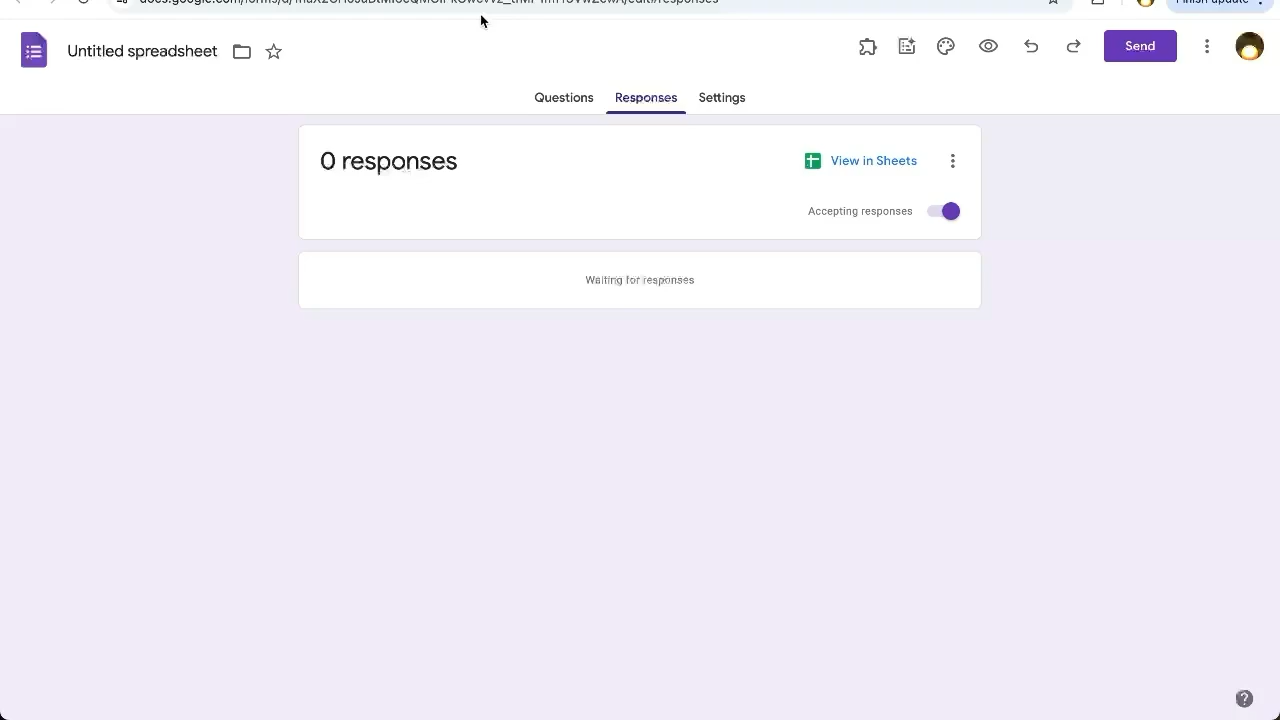 Untitled spreadsheet
Send
Questions
Responses
Settings
0 responses
View in Sheets
Accepting responses
Waiting for responses